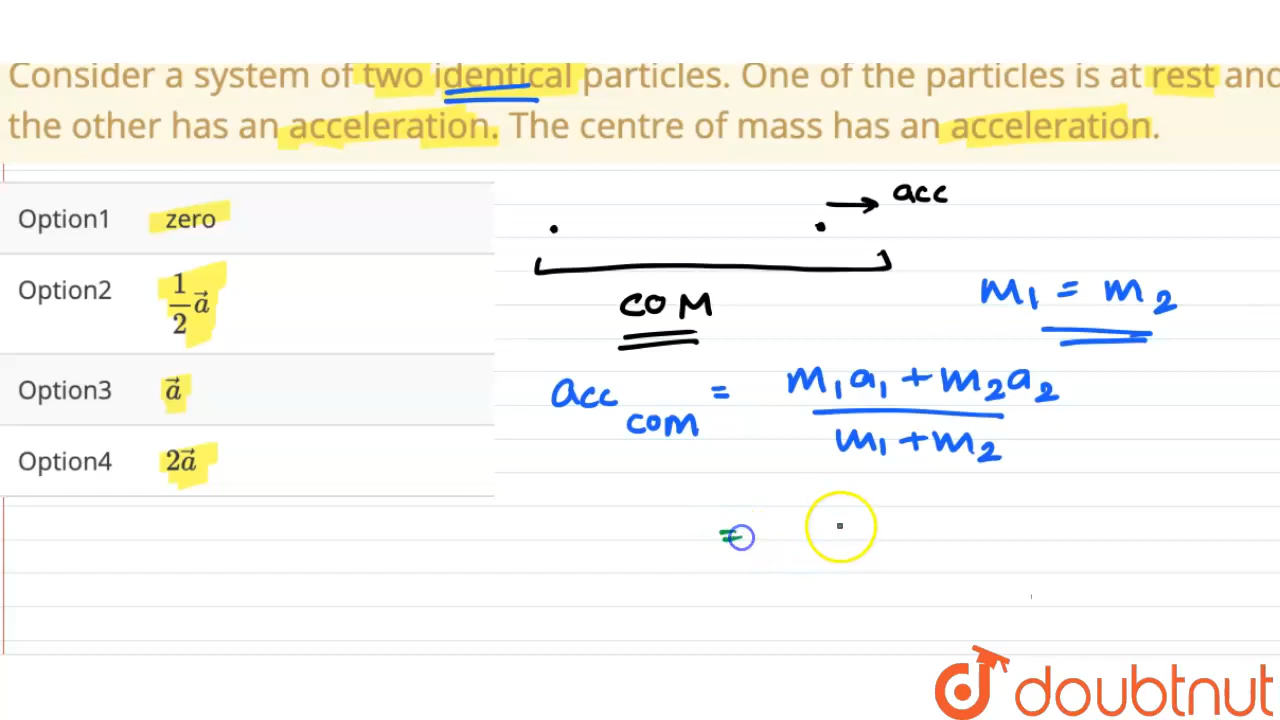 Consider a system of two identical particles. One of the particles is at rest and
the other has an acceleration. The centre of mass has an acceleration.
acc
Option1 zero
COM
Option2 1/2 a⃗
m₁ = m₂
Option3 a⃗
acc com = m₁a₁ + m₂a₂ / m₁ + m₂
Option4 2a⃗
=
doubtnut